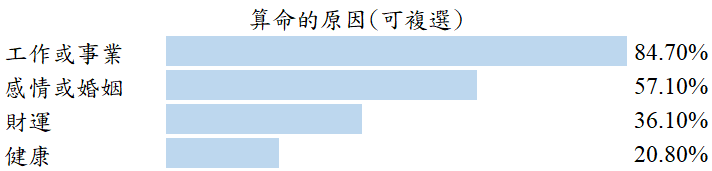 算命的原因(可複選)
工作或事業 84.70%
感情或婚姻 57.10%
財運 36.10%
健康 20.80%